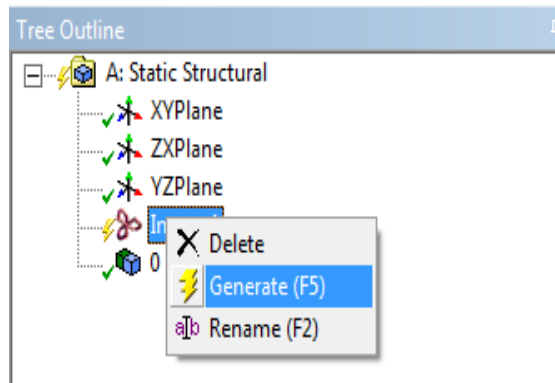 Tree Outline
A: Static Structural
XYPlane
ZXPlane
YZPlane
0
Delete
Generate (F5)
Rename (F2)